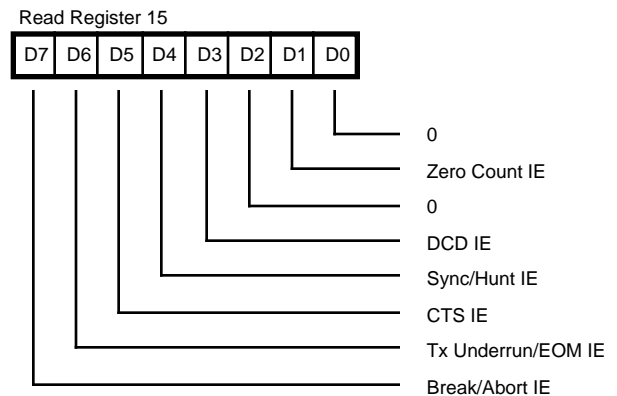 Read Register 15
D7 D6 D5 D4 D3 D2 D1 D0
0
Zero Count IE
0
DCD IE
Sync/Hunt IE
CTS IE
Tx Underrun/EOM IE
Break/Abort IE